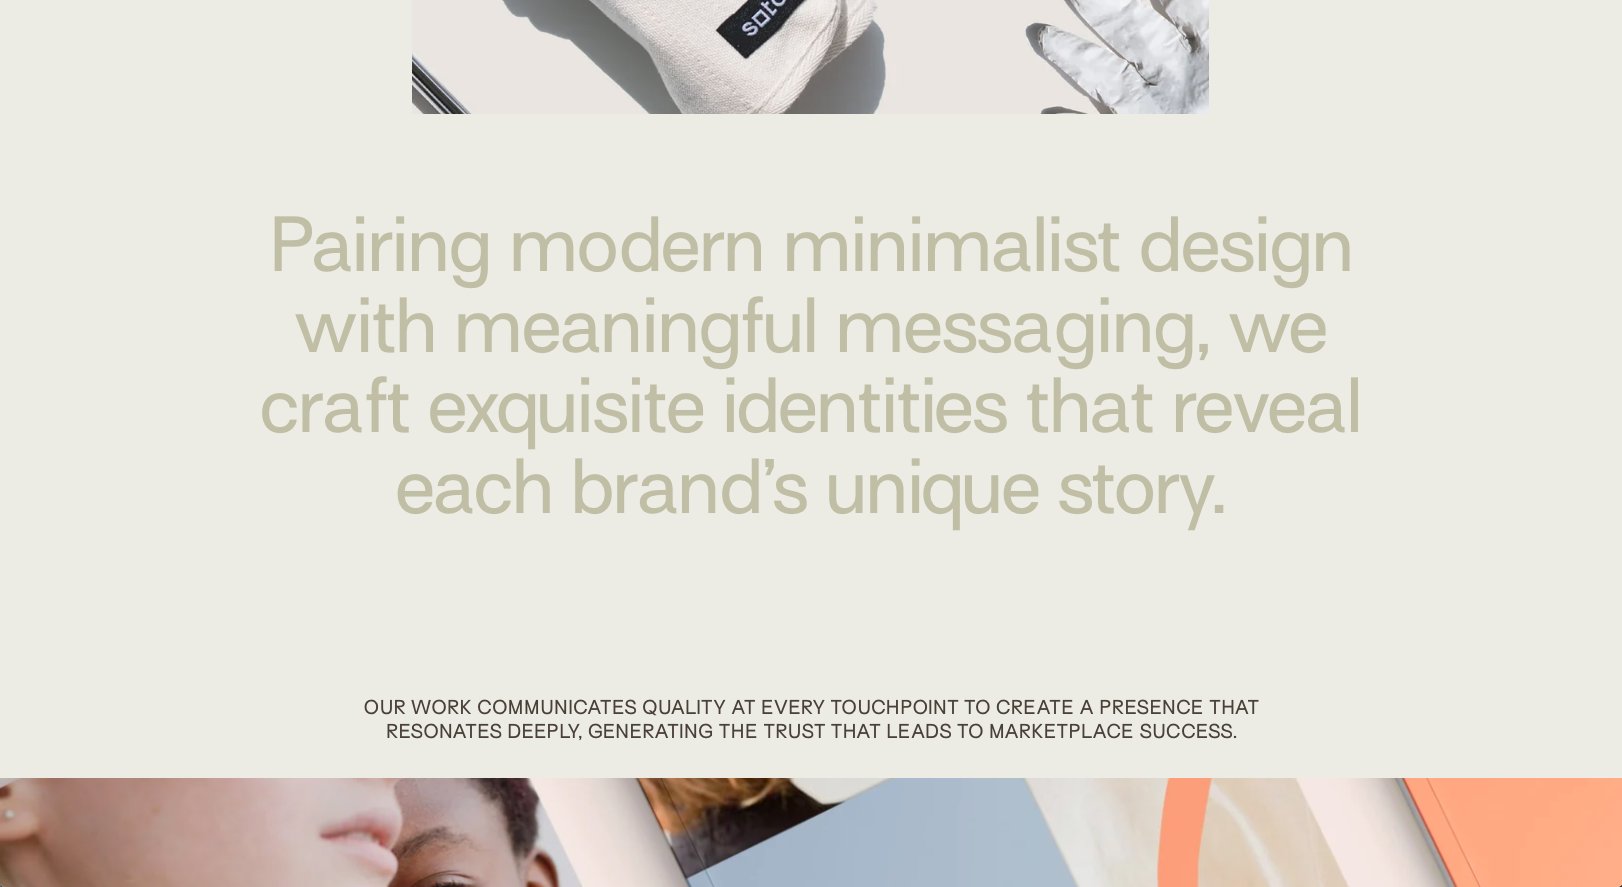 Pairing modern minimalist design
with meaningful messaging, we
craft exquisite identities that reveal
each brand’s unique story.
OUR WORK COMMUNICATES QUALITY AT EVERY TOUCHPOINT TO CREATE A PRESENCE THAT
RESONATES DEEPLY, GENERATING THE TRUST THAT LEADS TO MARKETPLACE SUCCESS.